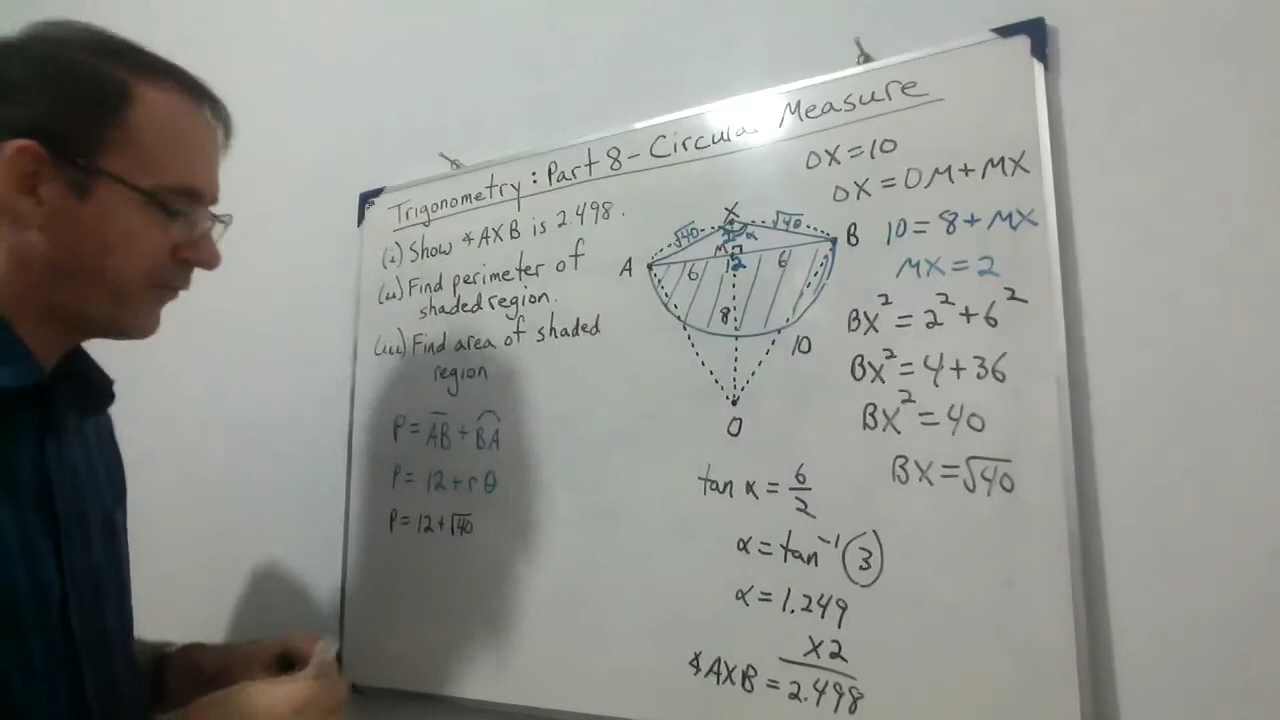 Trigonometry: Part 8 - Circular Measure
(i) Show ∡AXB is 2.498.
(ii) Find perimeter of
shaded region.
(iii) Find area of shaded
region
P = AB + BA
P = 12 + r θ
P = 12 + √40
X
√40
√40
α
M
A
B
6
12
6
8
10
O
OX = 10
OX = OM + MX
10 = 8 + MX
MX = 2
BX² = 2² + 6²
BX² = 4 + 36
BX² = 40
BX = √40
tan α = 6/2
α = tan⁻¹ (3)
α = 1.249
X2
∡AXB = 2.498